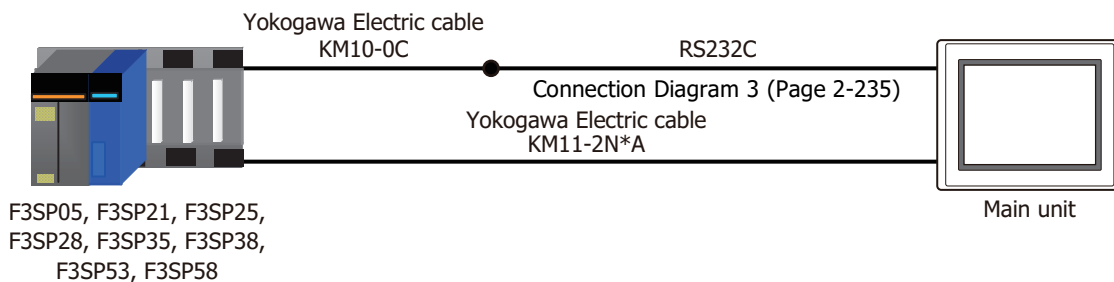 Yokogawa Electric cable
KM10-0C
RS232C
Connection Diagram 3 (Page 2-235)
Yokogawa Electric cable
KM11-2N*A
F3SP05, F3SP21, F3SP25,
F3SP28, F3SP35, F3SP38,
F3SP53, F3SP58
Main unit